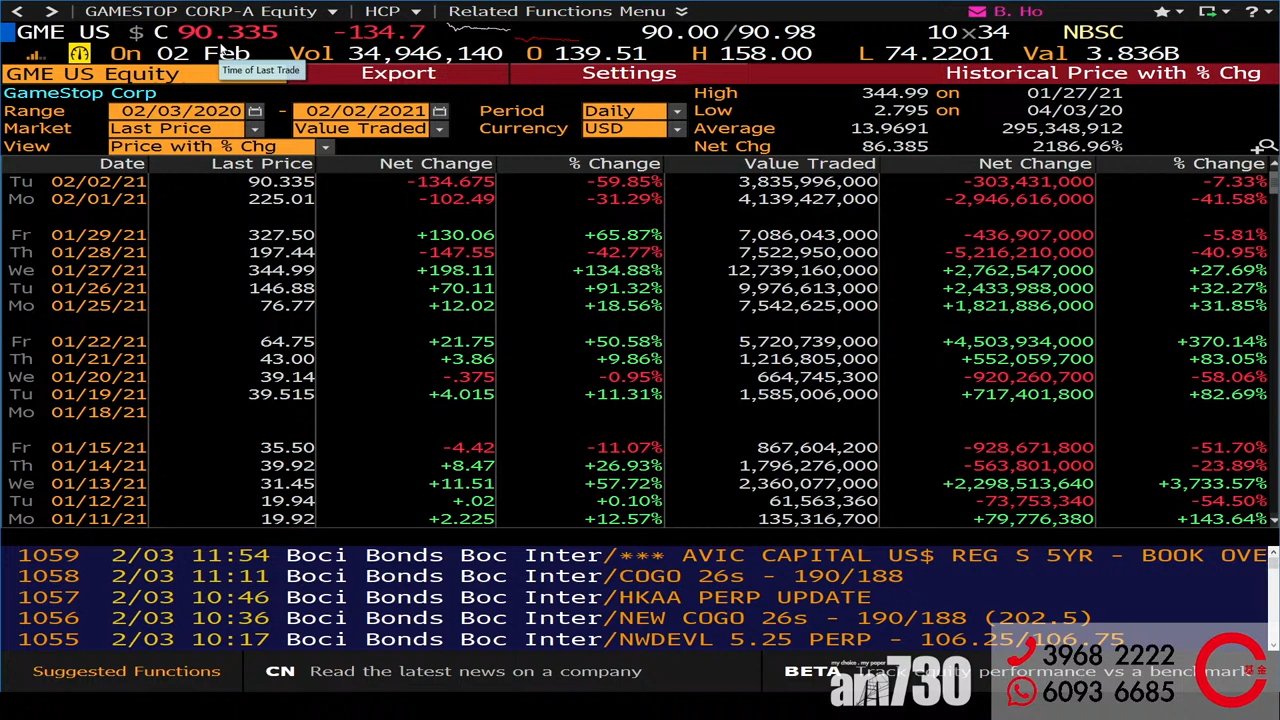 GAMESTOP CORP-A Equity HCP Related Functions Menu B. Ho
GME US $ C 90.335 -134.7 90.00/90.98 10×34 NBSC
On 02 Feb Vol 34,946,140 O 139.51 H 158.00 L 74.2201 Val 3.836B
Time of Last Trade
GME US Equity Export Settings Historical Price with % Chg
GameStop Corp High 344.99 on 01/27/21
Range 02/03/2020 - 02/02/2021 Period Daily Low 2.795 on 04/03/20
Market Last Price Value Traded Currency USD Average 13.9691 295,348,912
View Price with % Chg Net Chg 86.385 2186.96%
Date Last Price Net Change % Change Value Traded Net Change % Change
Tu 02/02/21 90.335 -134.675 -59.85% 3,835,996,000 -303,431,000 -7.33%
Mo 02/01/21 225.01 -102.49 -31.29% 4,139,427,000 -2,946,616,000 -41.58%
Fr 01/29/21 327.50 +130.06 +65.87% 7,086,043,000 -436,907,000 -5.81%
Th 01/28/21 197.44 -147.55 -42.77% 7,522,950,000 -5,216,210,000 -40.95%
We 01/27/21 344.99 +198.11 +134.88% 12,739,160,000 +2,762,547,000 +27.69%
Tu 01/26/21 146.88 +70.11 +91.32% 9,976,613,000 +2,433,988,000 +32.27%
Mo 01/25/21 76.77 +12.02 +18.56% 7,542,625,000 +1,821,886,000 +31.85%
Fr 01/22/21 64.75 +21.75 +50.58% 5,720,739,000 +4,503,934,000 +370.14%
Th 01/21/21 43.00 +3.86 +9.86% 1,216,805,000 +552,059,700 +83.05%
We 01/20/21 39.14 -.375 -0.95% 664,745,300 -920,260,700 -58.06%
Tu 01/19/21 39.515 +4.015 +11.31% 1,585,006,000 +717,401,800 +82.69%
Mo 01/18/21
Fr 01/15/21 35.50 -4.42 -11.07% 867,604,200 -928,671,800 -51.70%
Th 01/14/21 39.92 +8.47 +26.93% 1,796,276,000 -563,801,000 -23.89%
We 01/13/21 31.45 +11.51 +57.72% 2,360,077,000 +2,298,513,640 +3,733.57%
Tu 01/12/21 19.94 +.02 +0.10% 61,563,360 -73,753,340 -54.50%
Mo 01/11/21 19.92 +2.225 +12.57% 135,316,700 +79,776,380 +143.64%
1059 2/03 11:54 Boci Bonds Boc Inter/*** AVIC CAPITAL US$ REG S 5YR - BOOK OVE
1058 2/03 11:11 Boci Bonds Boc Inter/COGO 26s - 190/188
1057 2/03 10:46 Boci Bonds Boc Inter/HKAA PERP UPDATE
1056 2/03 10:36 Boci Bonds Boc Inter/NEW COGO 26s - 190/188 (202.5)
1055 2/03 10:17 Boci Bonds Boc Inter/NWDEVL 5.25 PERP - 106.25/106.75
Suggested Functions CN Read the latest news on a company BETA Track equity performance vs a benchmark
my choice . my paper
am730
3968 2222
6093 6685
基金